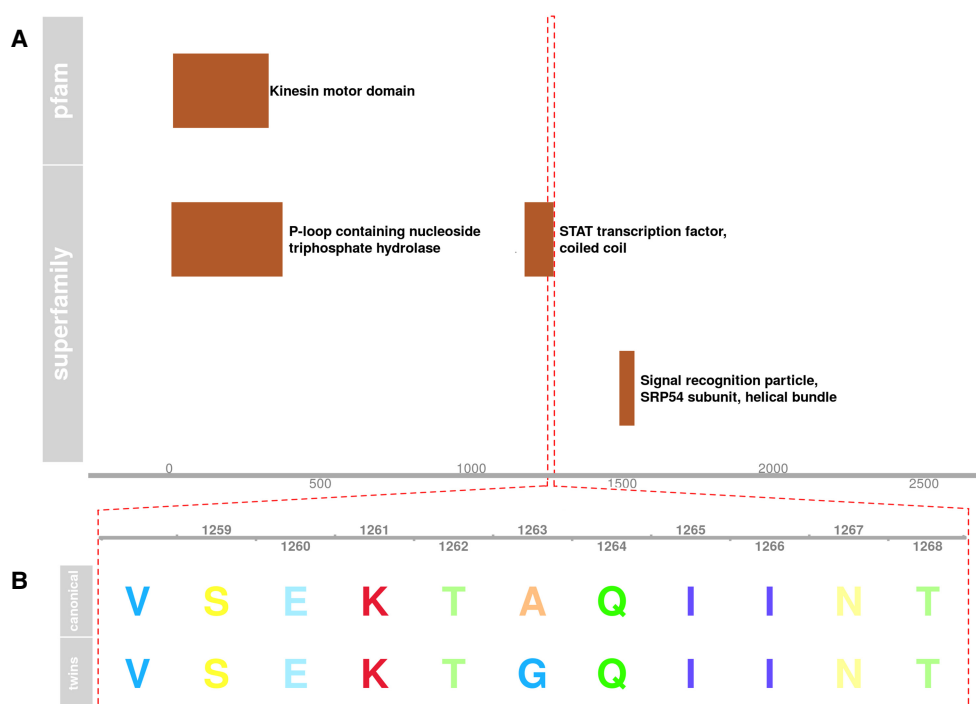 A
pfam
Kinesin motor domain
superfamily
P-loop containing nucleoside
triphosphate hydrolase
STAT transcription factor,
coiled coil
Signal recognition particle,
SRP54 subunit, helical bundle
0 1000 2000
500 1500 2500
1259 1261 1263 1265 1267
1260 1262 1264 1266 1268
B
canonical
V S E K T A Q I I N T
twins
V S E K T G Q I I N T